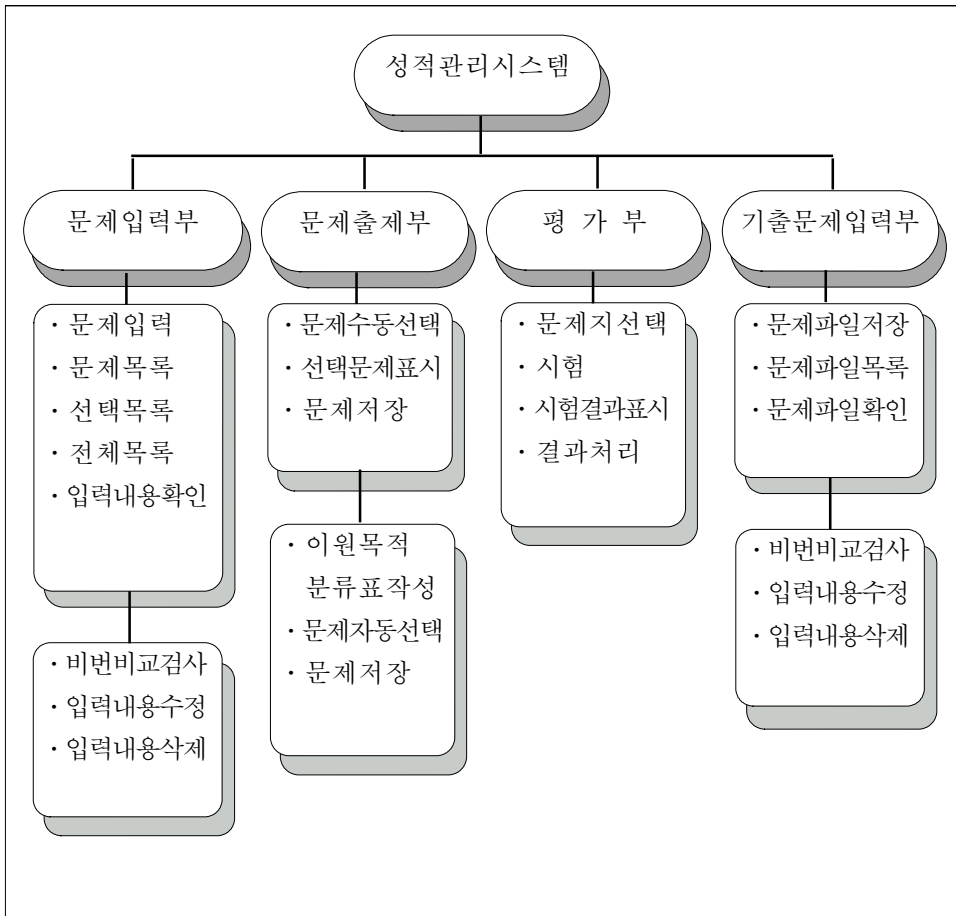 성적관리시스템
문제입력부
· 문제입력
· 문제목록
· 선택목록
· 전체목록
· 입력내용확인
· 비번비교검사
· 입력내용수정
· 입력내용삭제
문제출제부
· 문제수동선택
· 선택문제표시
· 문제저장
· 이원목적
분류표작성
· 문제자동선택
· 문제저장
평 가 부
· 문제지선택
· 시험
· 시험결과표시
· 결과처리
기출문제입력부
· 문제파일저장
· 문제파일목록
· 문제파일확인
· 비번비교검사
· 입력내용수정
· 입력내용삭제